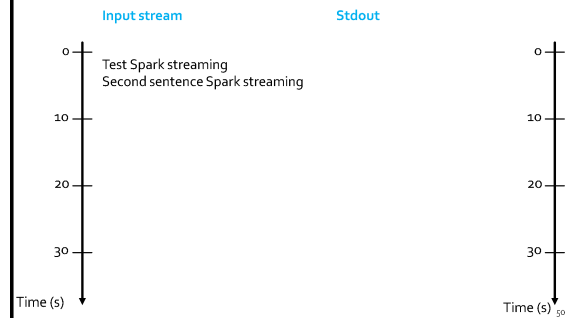 Input stream
Stdout
0
Test Spark streaming
Second sentence Spark streaming
10
20
30
Time (s)
0
10
20
30
Time (s)
50